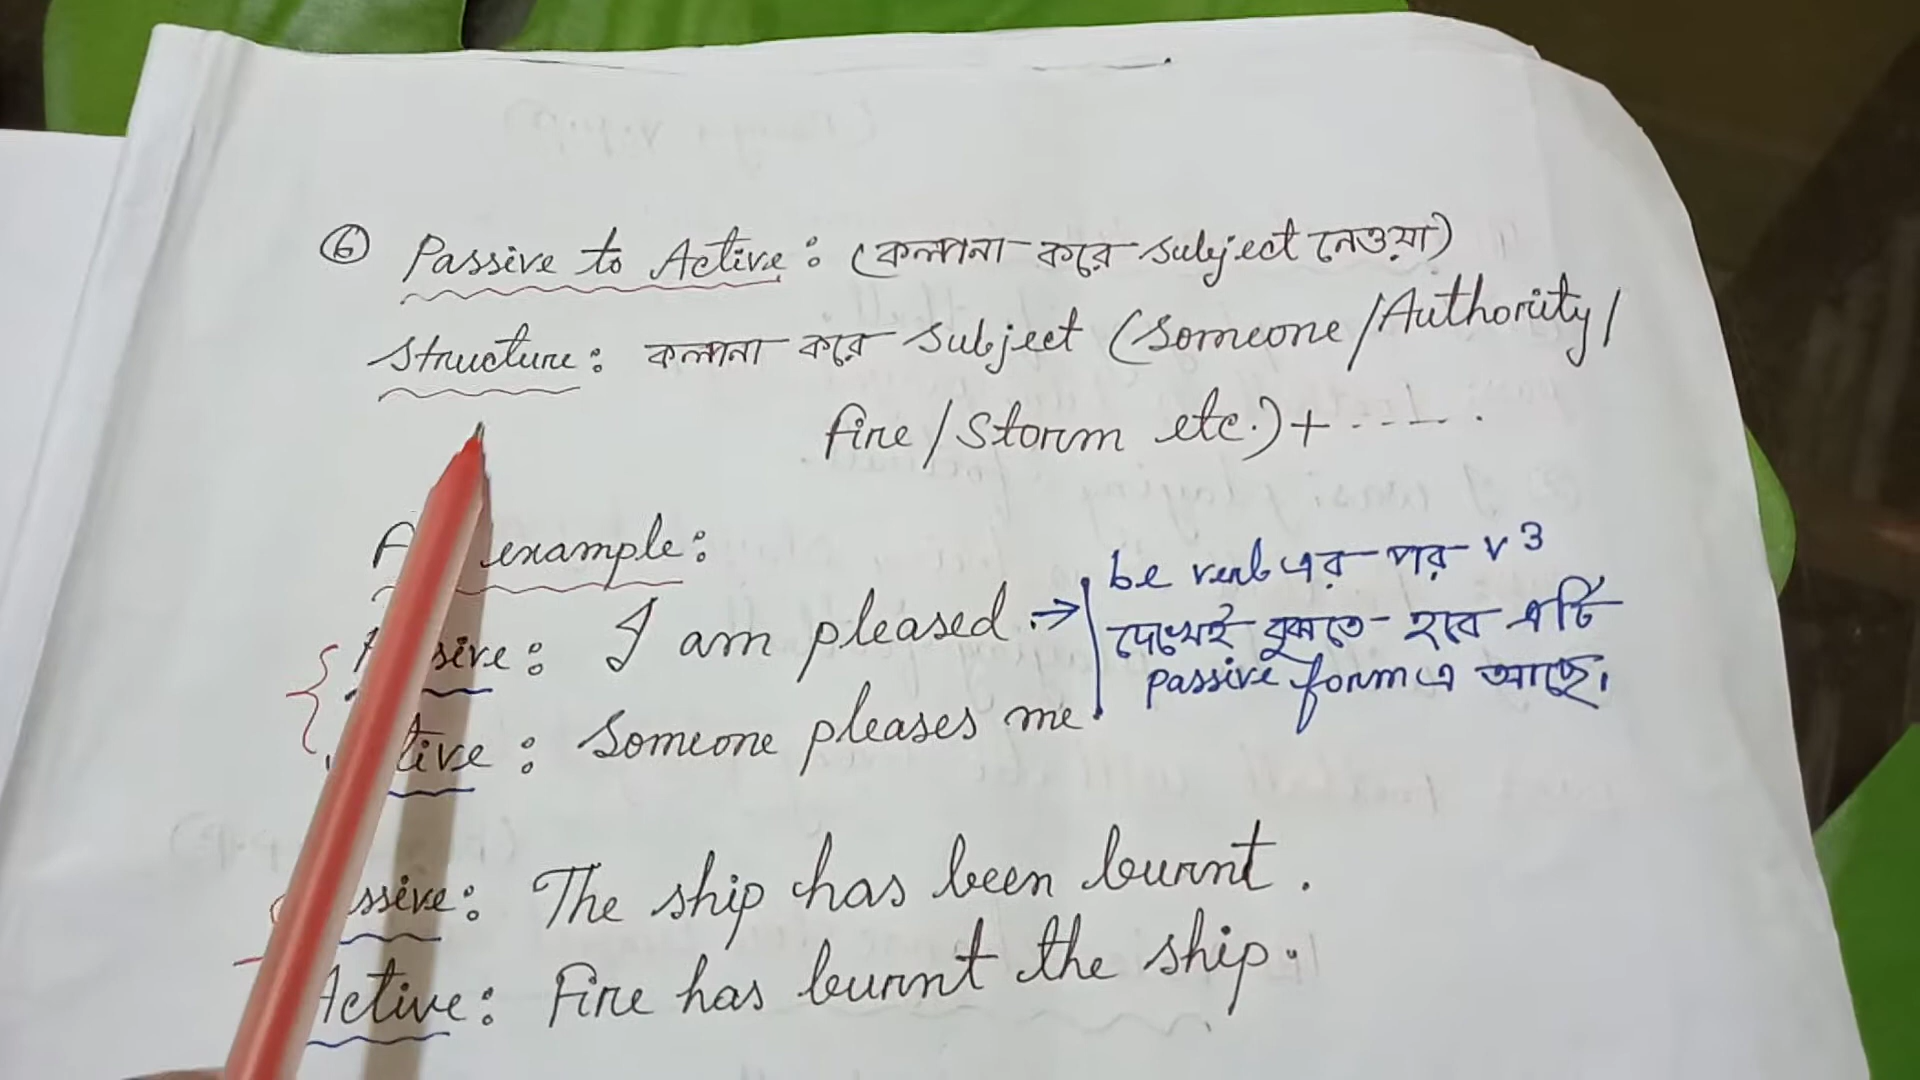 6 Passive to Active : (কল্পনা করে subject নেওয়া)
Structure : কল্পনা করে subject (Someone/Authority/
fire/Storm etc.) + ------ .
example :
I am pleased . →
be verb এর পর v3
দেখেই বুঝতে হবে এটি
passive form এ আছে।
: Someone pleases me .
: The ship has been burnt .
Active : Fire has burnt the ship .